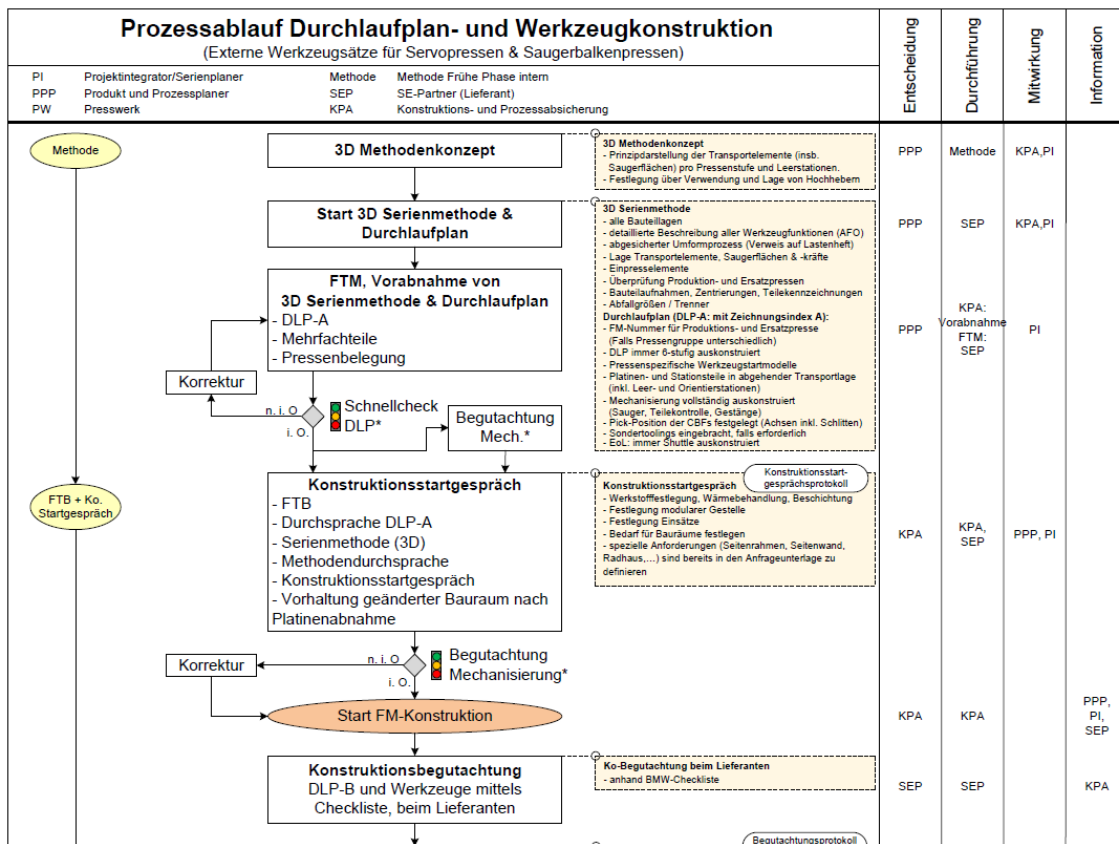 Prozessablauf Durchlaufplan- und Werkzeugkonstruktion
(Externe Werkzeugsätze für Servopressen & Saugerbalkenpressen)
PI Projektintegrator/Serienplaner Methode Methode Frühe Phase intern
PPP Produkt und Prozessplaner SEP SE-Partner (Lieferant)
PW Presswerk KPA Konstruktions- und Prozessabsicherung
Entscheidung
Durchführung
Mitwirkung
Information
Methode
3D Methodenkonzept
3D Methodenkonzept
- Prinzipdarstellung der Transportelemente (insb.
Saugerflächen) pro Pressenstufe und Leerstationen.
- Festlegung über Verwendung und Lage von Hochhebern
PPP Methode KPA,PI
Start 3D Serienmethode &
Durchlaufplan
3D Serienmethode
- alle Bauteillagen
- detaillierte Beschreibung aller Werkzeugfunktionen (AFO)
- abgesicherter Umformprozess (Verweis auf Lastenheft)
- Lage Transportelemente, Saugerflächen & -kräfte
- Einpresselemente
- Überprüfung Produktion- und Ersatzpressen
- Bauteilaufnahmen, Zentrierungen, Teilekennzeichnungen
- Abfallgrößen / Trenner
Durchlaufplan (DLP-A: mit Zeichnungsindex A):
- FM-Nummer für Produktions- und Ersatzpresse
(Falls Pressengruppe unterschiedlich)
- DLP immer 6-stufig auskonstruiert
- Pressenspezifische Werkzeugstartmodelle
- Platinen- und Stationsteile in abgehender Transportlage
(inkl. Leer- und Orientierstationen)
- Mechanisierung vollständig auskonstruiert
(Sauger, Teilekontrolle, Gestänge)
- Pick-Position der CBFs festgelegt (Achsen inkl. Schlitten)
- Sondertoolings eingebracht, falls erforderlich
- EoL: immer Shuttle auskonstruiert
PPP SEP KPA,PI
FTM, Vorabnahme von
3D Serienmethode & Durchlaufplan
- DLP-A
- Mehrfachteile
- Pressenbelegung
PPP
KPA:
Vorabnahme
FTM:
SEP
PI
Korrektur
n. i. O
i. O.
Schnellcheck
DLP*
Begutachtung
Mech.*
FTB + Ko.
Startgespräch
Konstruktionsstartgespräch
- FTB
- Durchsprache DLP-A
- Serienmethode (3D)
- Methodendurchsprache
- Konstruktionsstartgespräch
- Vorhaltung geänderter Bauraum nach
Platinenabnahme
Konstruktionsstart-
gesprächsprotokoll
Konstruktionsstartgespräch
- Werkstofffestlegung, Wärmebehandlung, Beschichtung
- Festlegung modularer Gestelle
- Festlegung Einsätze
- Bedarf für Bauräume festlegen
- spezielle Anforderungen (Seitenrahmen, Seitenwand,
Radhaus,...) sind bereits in den Anfrageunterlage zu
definieren
KPA
KPA,
SEP
PPP, PI
Korrektur
n. i. O
i. O.
Begutachtung
Mechanisierung*
Start FM-Konstruktion
KPA KPA
PPP,
PI,
SEP
Konstruktionsbegutachtung
DLP-B und Werkzeuge mittels
Checkliste, beim Lieferanten
Ko-Begutachtung beim Lieferanten
- anhand BMW-Checkliste
SEP SEP KPA
Begutachtungsprotokoll